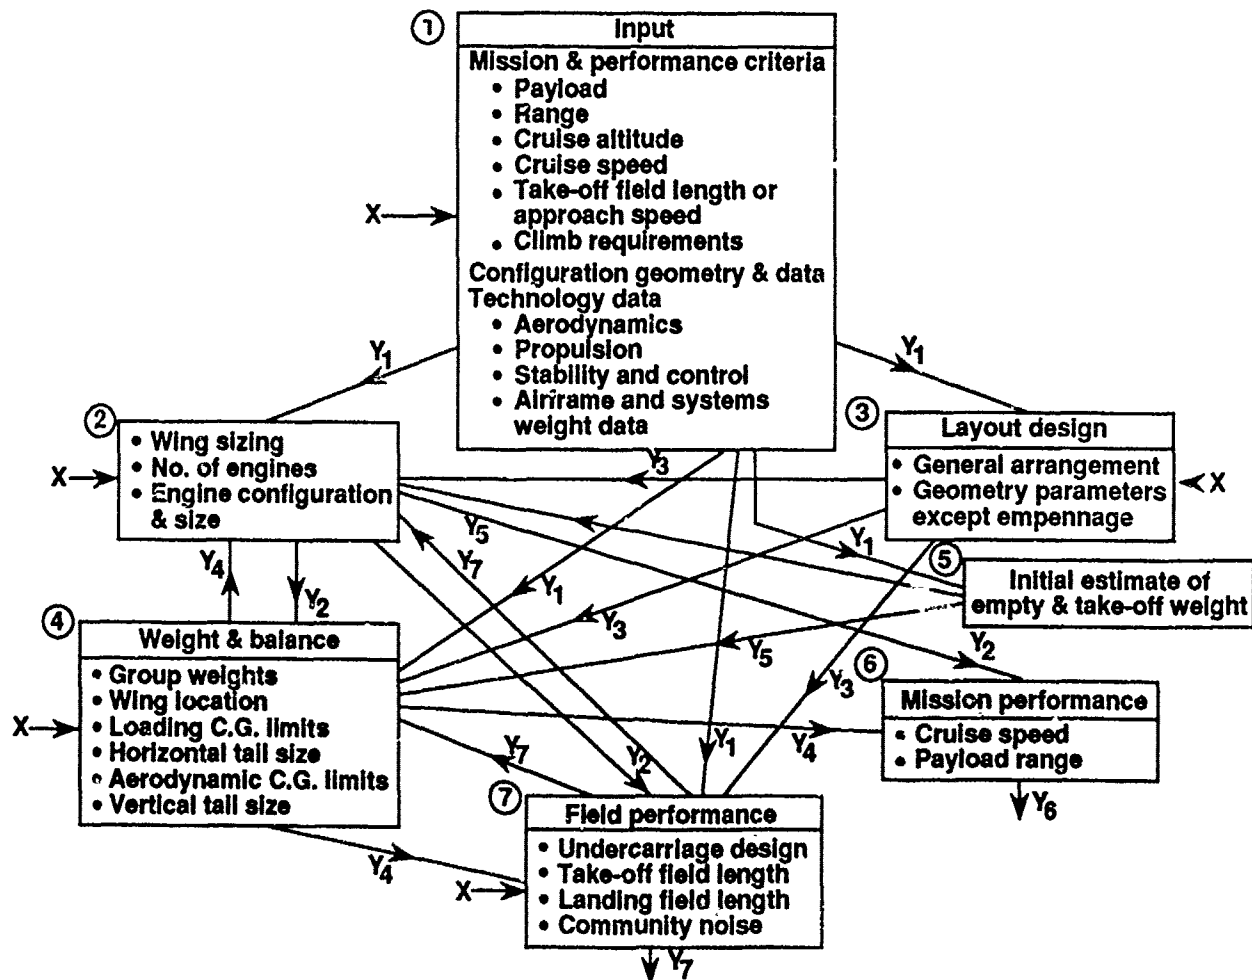 1
Input
Mission & performance criteria
• Payload
• Range
• Cruise altitude
• Cruise speed
• Take-off field length or
approach speed
• Climb requirements
Configuration geometry & data
Technology data
• Aerodynamics
• Propulsion
• Stability and control
• Airframe and systems
weight data
X
Y1
Y1
2
• Wing sizing
• No. of engines
• Engine configuration
& size
X
Y3
3
Layout design
• General arrangement
• Geometry parameters
except empennage
X
Y5
Y7
Y1
Y4
Y2
Y1
Y3
5
Initial estimate of
empty & take-off weight
4
Weight & balance
• Group weights
• Wing location
• Loading C.G. limits
• Horizontal tail size
• Aerodynamic C.G. limits
• Vertical tail size
X
Y5
Y2
Y3
6
Mission performance
• Cruise speed
• Payload range
Y4
Y7
Y2
Y1
Y6
7
Field performance
• Undercarriage design
• Take-off field length
• Landing field length
• Community noise
Y4
X
Y7